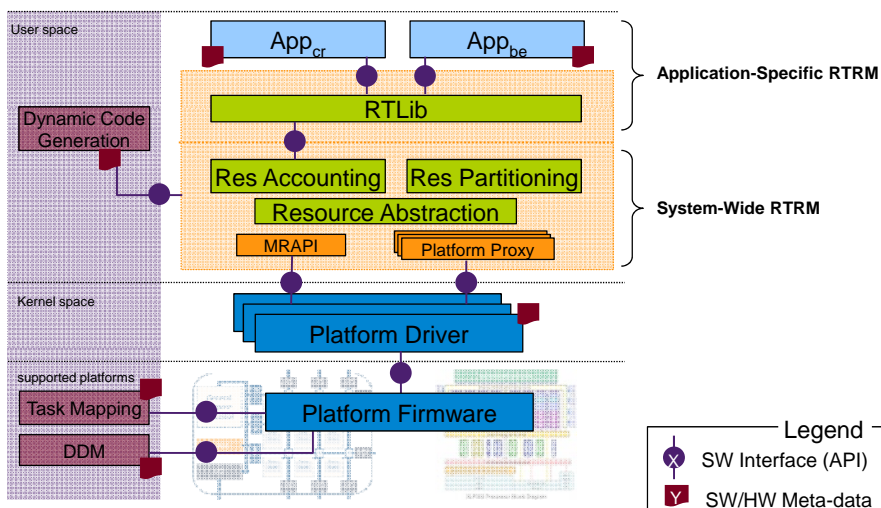 User space
App_cr
App_be
Application-Specific RTRM
RTLib
Dynamic Code
Generation
Res Accounting
Res Partitioning
Resource Abstraction
System-Wide RTRM
MRAPI
Platform Proxy
Kernel space
Platform Driver
supported platforms
Task Mapping
Platform Firmware
DDM
Legend
X
SW Interface (API)
Y
SW/HW Meta-data